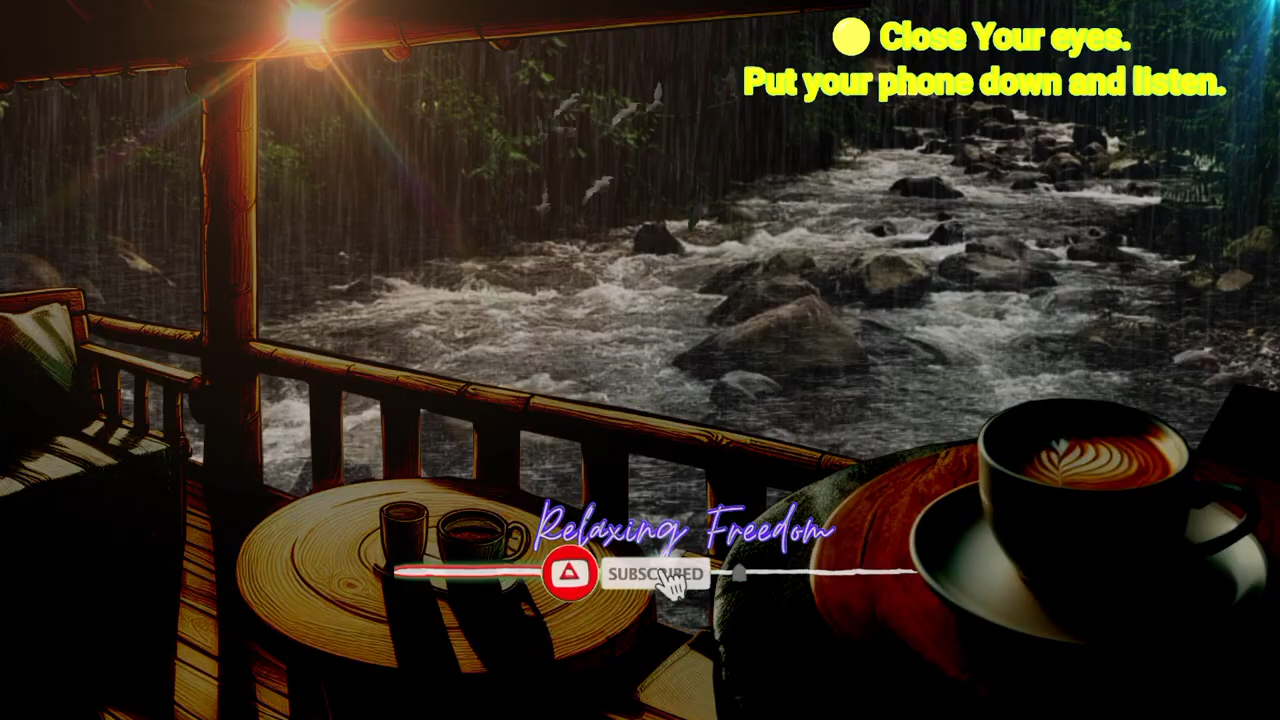 Close Your eyes.
Put your phone down and listen.
Relaxing Freedom
SUBSCRIBED